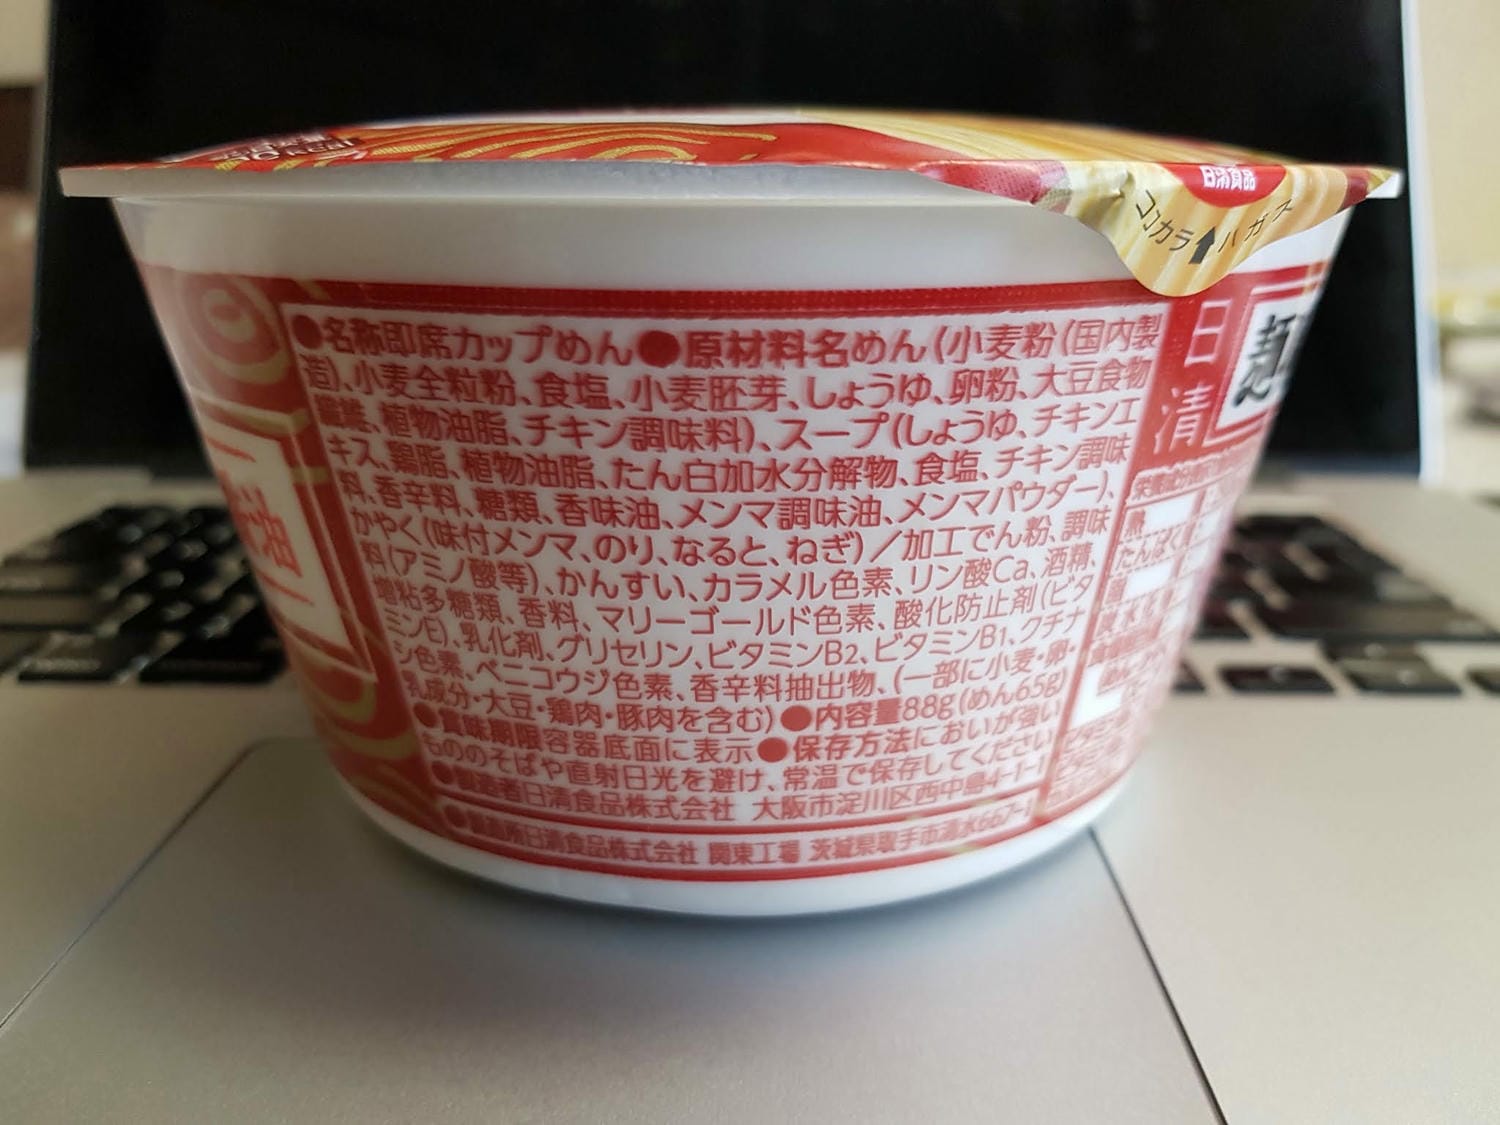 日清食品
ココカラ↑ハガス
●名称即席カップめん●原材料名めん(小麦粉(国内製
造)、小麦全粒粉、食塩、小麦胚芽、しょうゆ、卵粉、大豆食物
繊維、植物油脂、チキン調味料)、スープ(しょうゆ、チキンエ
キス、鶏脂、植物油脂、たん白加水分解物、食塩、チキン調味
料、香辛料、糖類、香味油、メンマ調味油、メンマパウダー)、
かやく(味付メンマ、のり、なると、ねぎ)／加工でん粉、調味
料(アミノ酸等)、かんすい、カラメル色素、リン酸Ca、酒精、
増粘多糖類、香料、マリーゴールド色素、酸化防止剤(ビタ
ミンE)、乳化剤、グリセリン、ビタミンB2、ビタミンB1、クチナ
シ色素、ベニコウジ色素、香辛料抽出物、(一部に小麦・卵・
乳成分・大豆・鶏肉・豚肉を含む)●内容量88g(めん65g)
●賞味期限容器底面に表示●保存方法においが強い
もののそばや直射日光を避け、常温で保存してください
●製造者日清食品株式会社 大阪市淀川区西中島4-1-1
●製造所日清食品株式会社 関東工場 茨城県取手市清水667-1
日清
麺
たんぱく